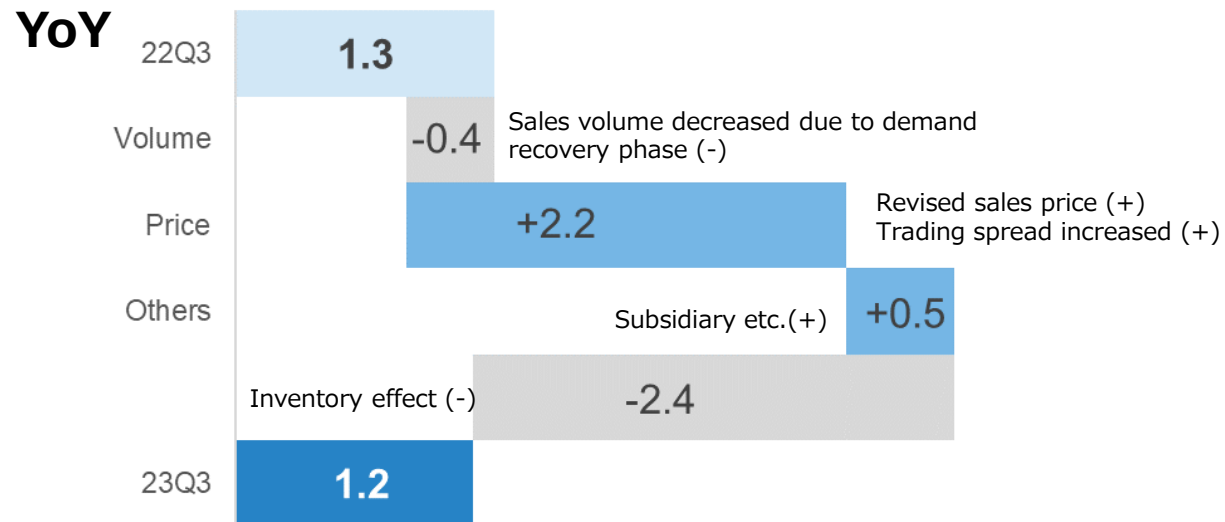 YoY
22Q3
1.3
Volume
-0.4
Sales volume decreased due to demand
recovery phase (-)
Price
+2.2
Revised sales price (+)
Trading spread increased (+)
Others
Subsidiary etc.(+)
+0.5
Inventory effect (-)
-2.4
23Q3
1.2